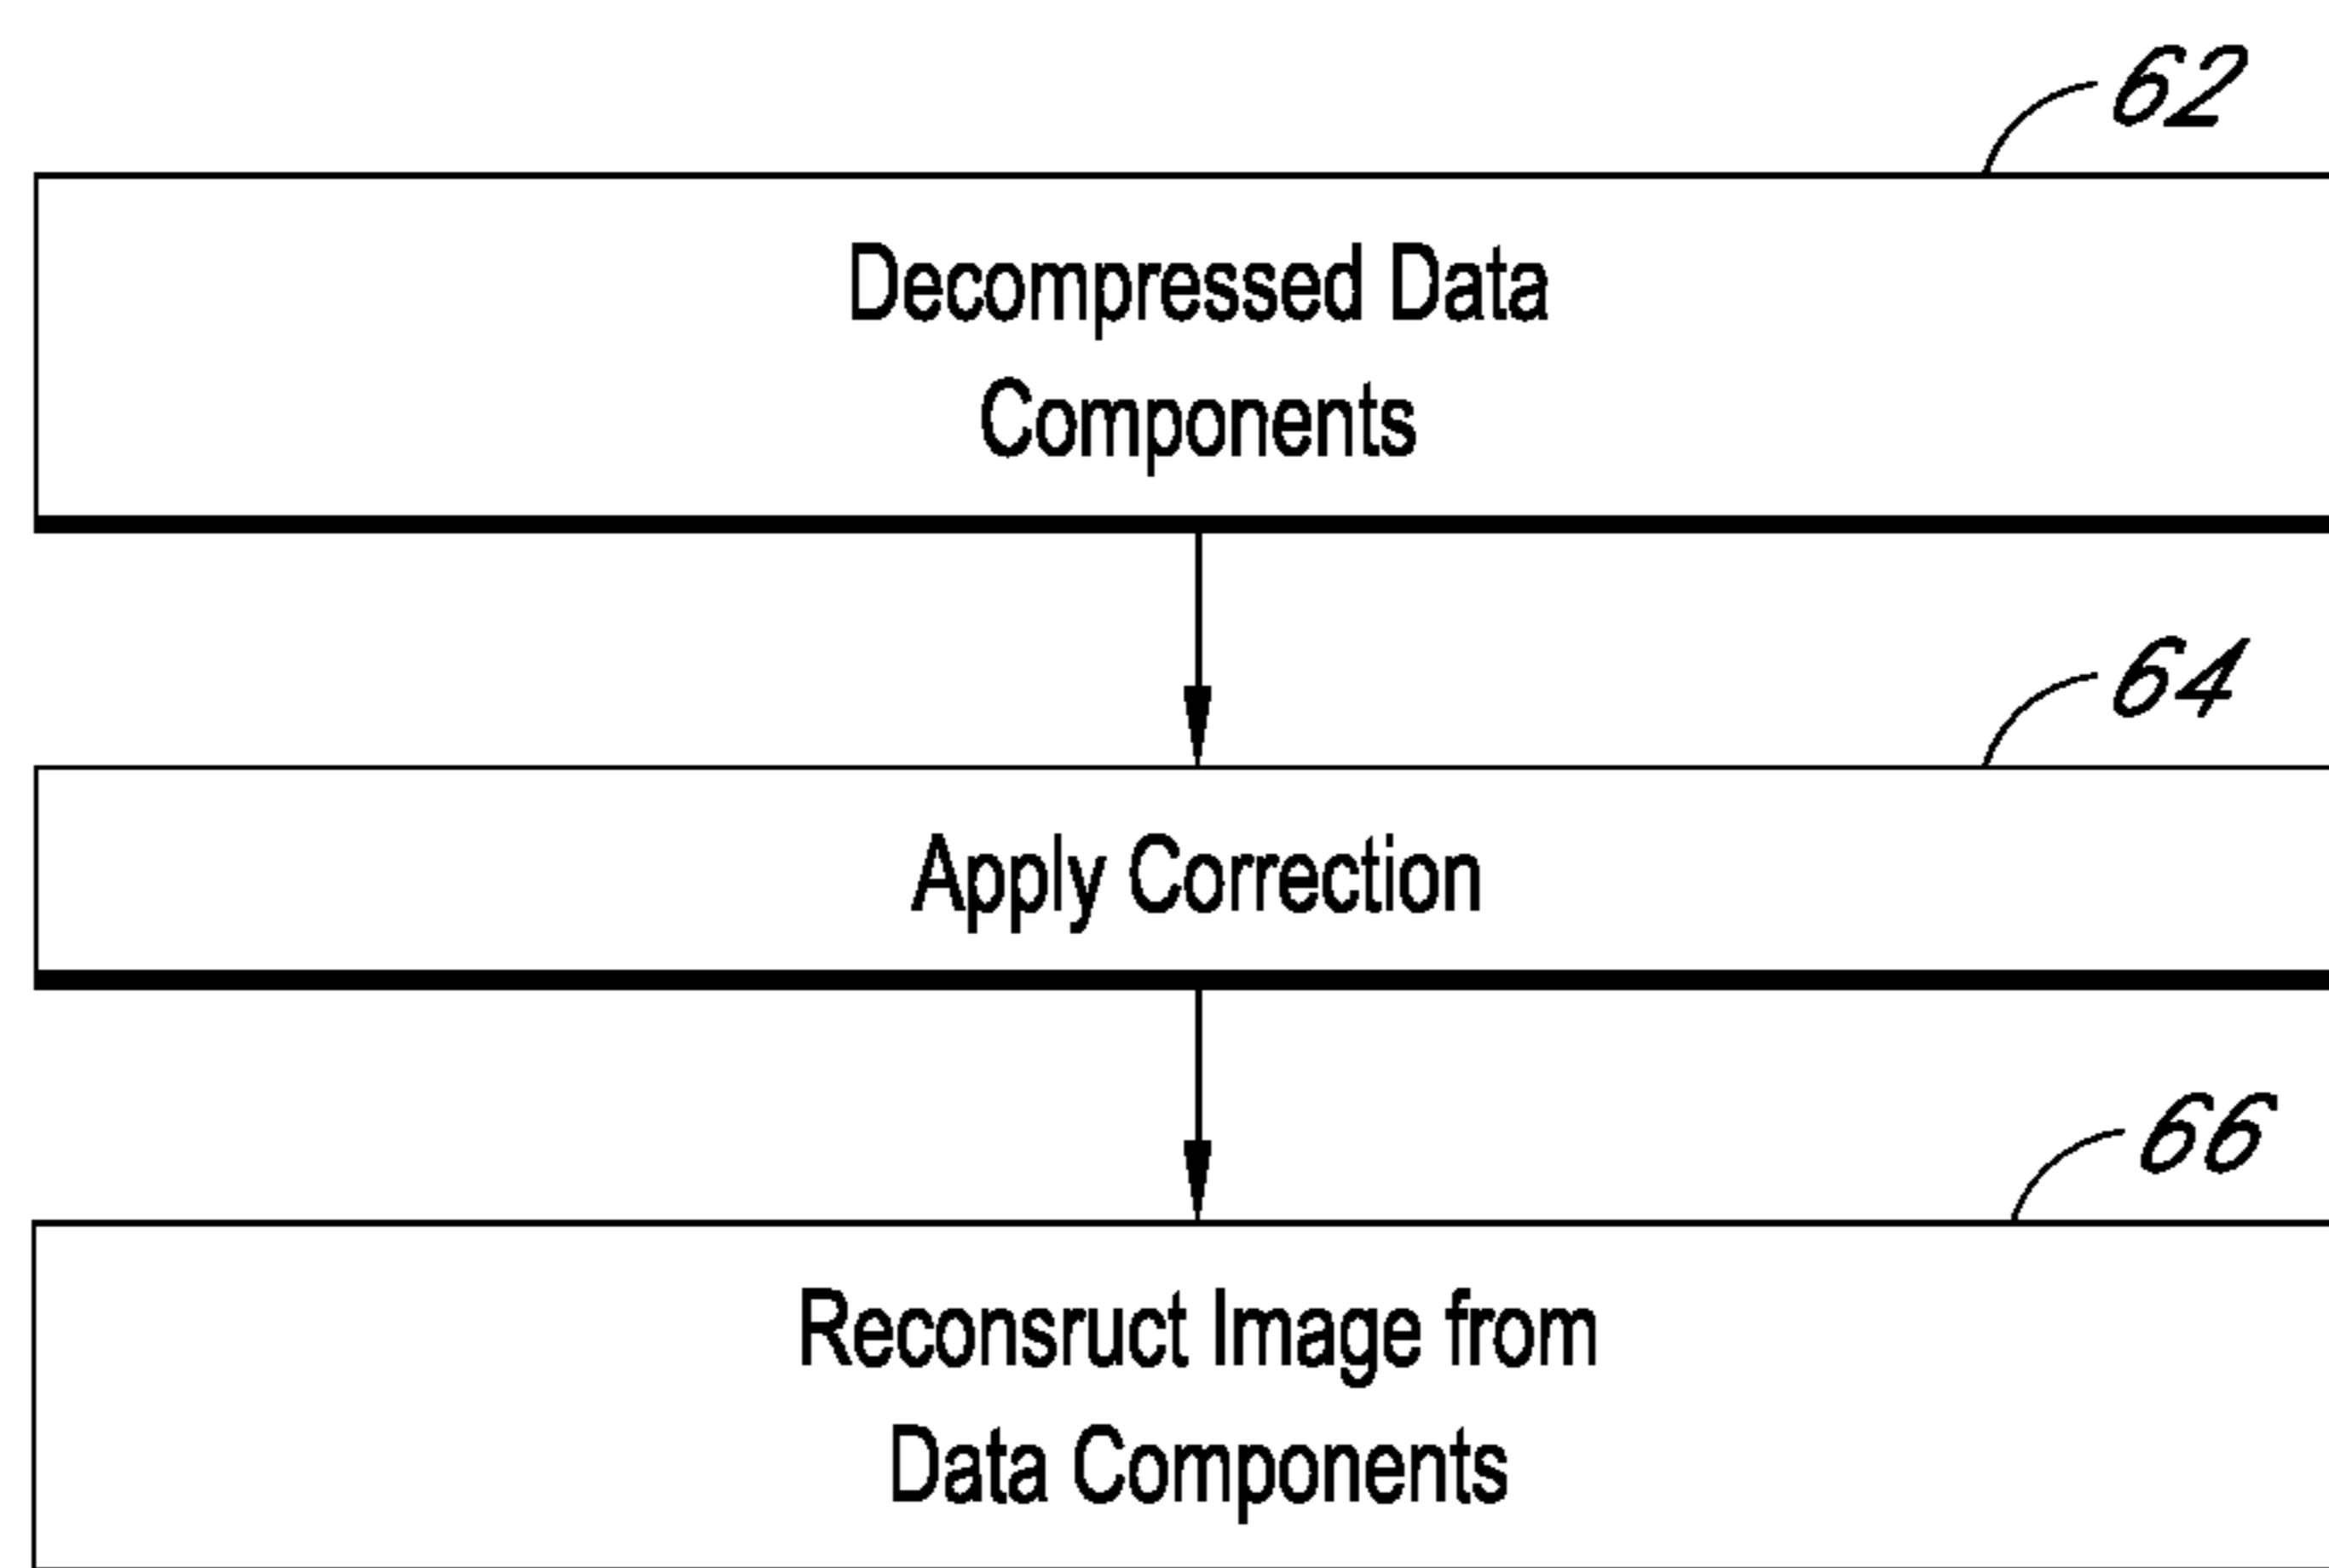 62
Decompressed Data
Components
64
Apply Correction
66
Reconsruct Image from
Data Components